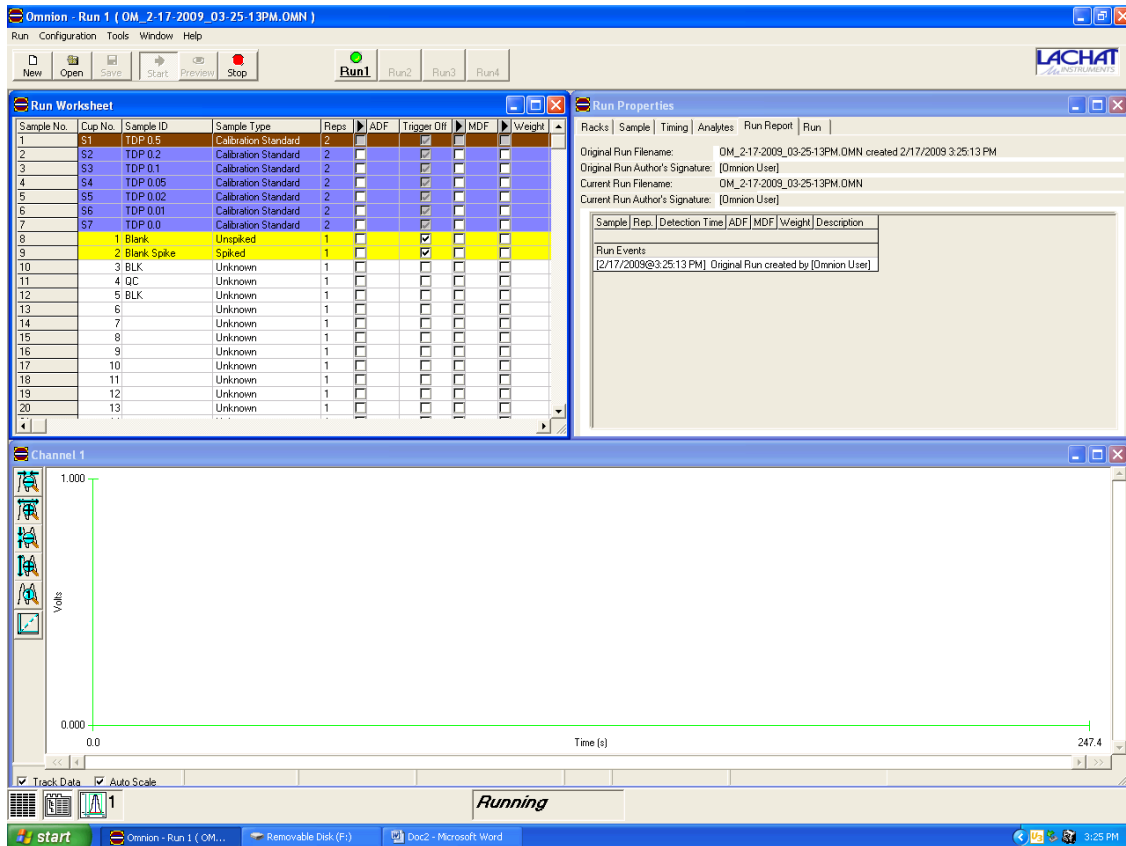 Omnion - Run 1 ( OM_2-17-2009_03-25-13PM.OMN )
Run Configuration Tools Window Help
New Open Save Start Preview Stop Run1 Run2 Run3 Run4
LACHAT
INSTRUMENTS
Run Worksheet
Sample No. Cup No. Sample ID Sample Type Reps ADF Trigger Off MDF Weight
1 S1 TDP 0.5 Calibration Standard 2
2 S2 TDP 0.2 Calibration Standard 2
3 S3 TDP 0.1 Calibration Standard 2
4 S4 TDP 0.05 Calibration Standard 2
5 S5 TDP 0.02 Calibration Standard 2
6 S6 TDP 0.01 Calibration Standard 2
7 S7 TDP 0.0 Calibration Standard 2
8 1 Blank Unspiked 1
9 2 Blank Spike Spiked 1
10 3 BLK Unknown 1
11 4 QC Unknown 1
12 5 BLK Unknown 1
13 6 Unknown 1
14 7 Unknown 1
15 8 Unknown 1
16 9 Unknown 1
17 10 Unknown 1
18 11 Unknown 1
19 12 Unknown 1
20 13 Unknown 1
Run Properties
Racks Sample Timing Analytes Run Report Run
Original Run Filename: OM_2-17-2009_03-25-13PM.OMN created 2/17/2009 3:25:13 PM
Original Run Author's Signature: [Omnion User]
Current Run Filename: OM_2-17-2009_03-25-13PM.OMN
Current Run Author's Signature: [Omnion User]
Sample Rep. Detection Time ADF MDF Weight Description
Run Events
[2/17/2009@3:25:13 PM] Original Run created by [Omnion User]
Channel 1
1.000
Volts
0.000
0.0 Time (s) 247.4
<< >>
Track Data Auto Scale
1 Running
start Omnion - Run 1 ( OM... Removable Disk (F:) Doc2 - Microsoft Word 3:25 PM